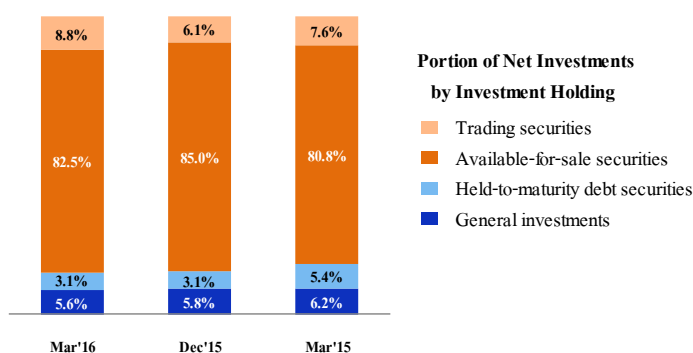 8.8%
6.1%
7.6%
82.5%
85.0%
80.8%
3.1%
3.1%
5.4%
5.6%
5.8%
6.2%
Mar'16
Dec'15
Mar'15
Portion of Net Investments
by Investment Holding
Trading securities
Available-for-sale securities
Held-to-maturity debt securities
General investments